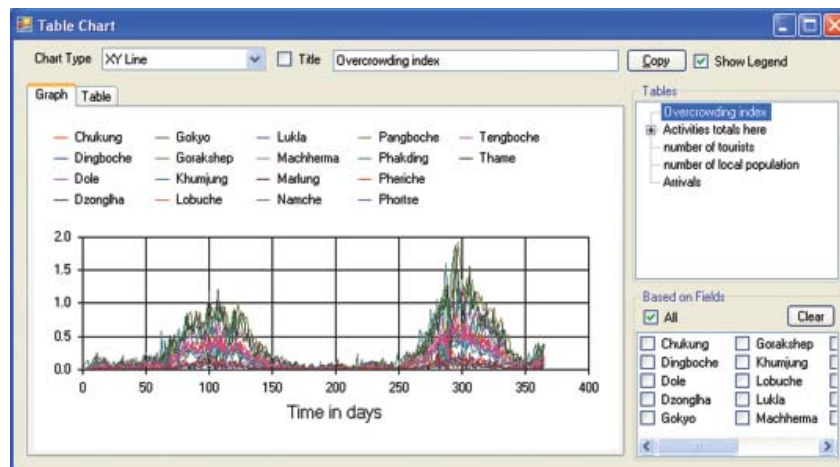 Table Chart
Chart Type XY Line Title Overcrowding index Copy Show Legend
Graph Table
Chukung Gokyo Lukla Pangboche Tengboche
Dingboche Gorakshep Machherma Phakding Thame
Dole Khumjung Marlung Pheriche
Dzonglha Lobuche Namche Phortse
2.0
1.5
1.0
0.5
0.0
0 50 100 150 200 250 300 350 400
Time in days
Tables
Overcrowding index
Activities totals here
number of tourists
number of local population
Arrivals
Based on Fields
All Clear
Chukung Gorakshep
Dingboche Khumjung
Dole Lobuche
Dzonglha Lukla
Gokyo Machherma